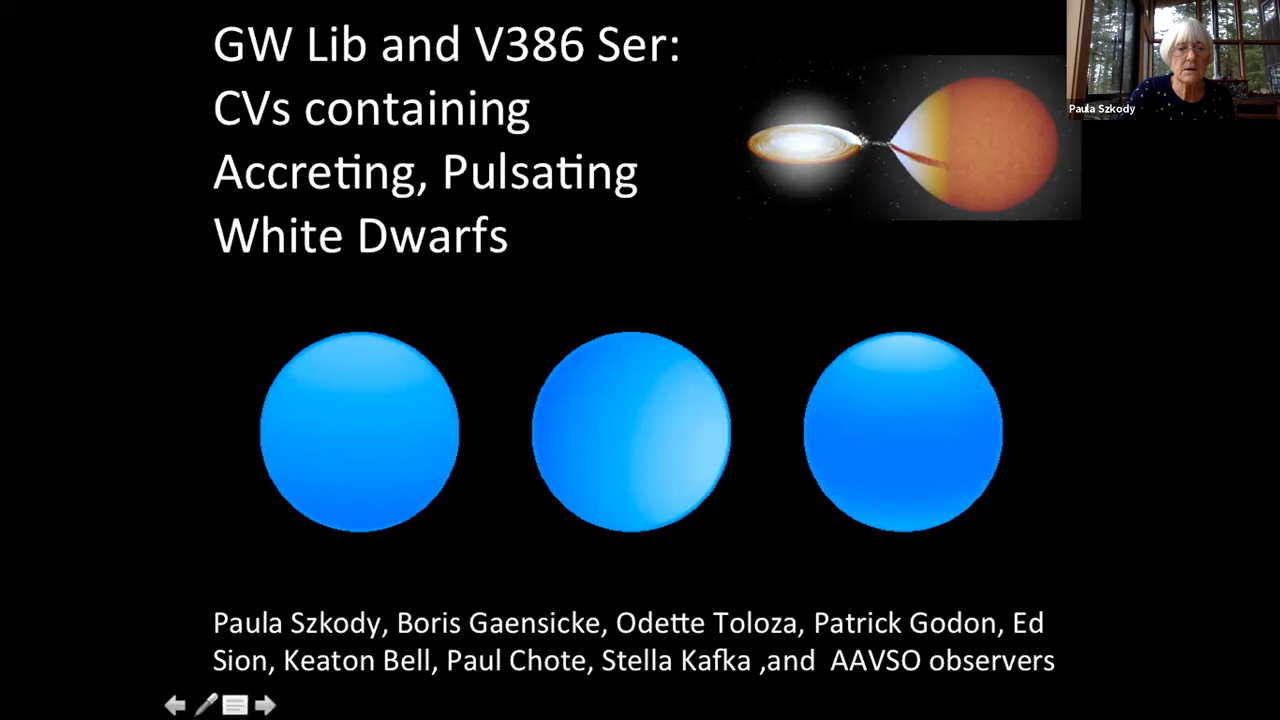 GW Lib and V386 Ser:
CVs containing
Accreting, Pulsating
White Dwarfs
Paula Szkody
Paula Szkody, Boris Gaensicke, Odette Toloza, Patrick Godon, Ed
Sion, Keaton Bell, Paul Chote, Stella Kafka ,and  AAVSO observers